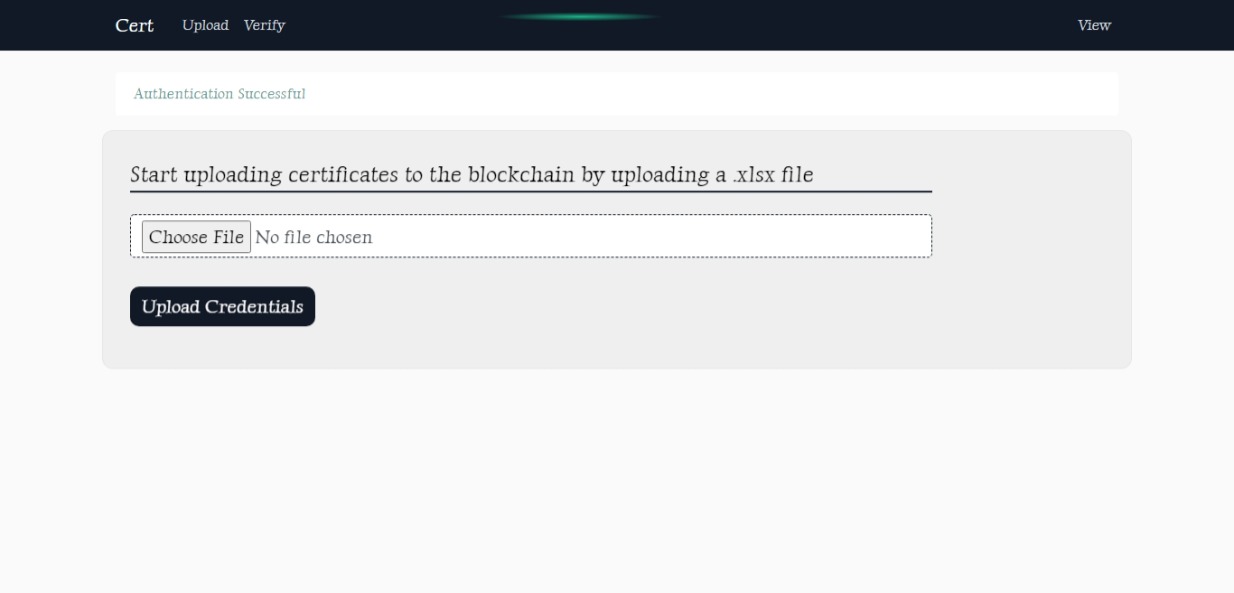 Cert Upload Verify View
Authentication Successful
Start uploading certificates to the blockchain by uploading a .xlsx file
Choose File No file chosen
Upload Credentials